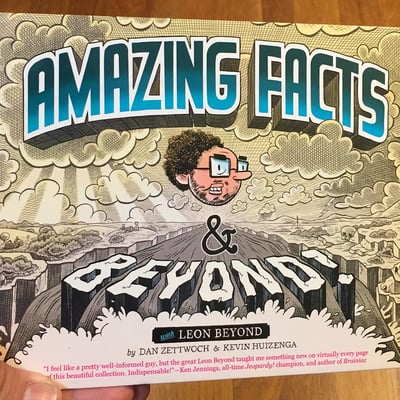 AMAZING FACTS
&
BEYOND!
with LEON BEYOND
by DAN ZETTWOCH & KEVIN HUIZENGA
"I feel like a pretty well-informed guy, but the great Leon Beyond taught me something new on virtually every page
of this beautiful collection. Indispensable!"—Ken Jennings, all-time Jeopardy! champion, and author of Brainiac